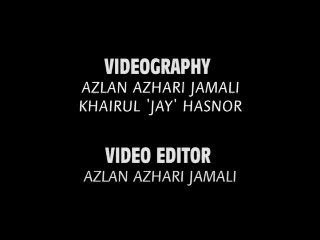 VIDEOGRAPHY
AZLAN AZHARI JAMALI
KHAIRUL 'JAY' HASNOR
VIDEO EDITOR
AZLAN AZHARI JAMALI